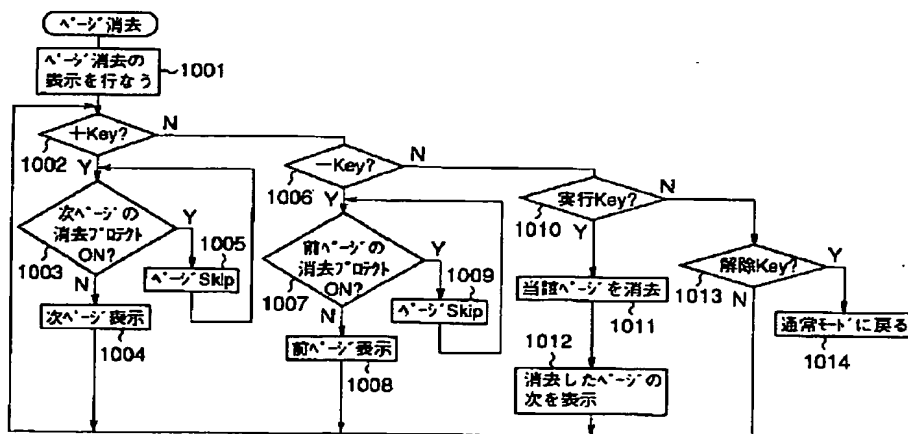 ページ消去
ページ消去の
表示を行なう
1001
+Key?
N
1002
Y
次ページの
消去プロテクト
ON?
Y
1003
N
1005
ページSkip
次ページ表示
1004
-Key?
N
1006
Y
前ページの
消去プロテクト
ON?
Y
1007
N
1009
ページSkip
前ページ表示
1008
実行Key?
N
1010
Y
当該ページを消去
1011
1012
消去したページの
次を表示
解除Key?
Y
1013
N
通常モードに戻る
1014